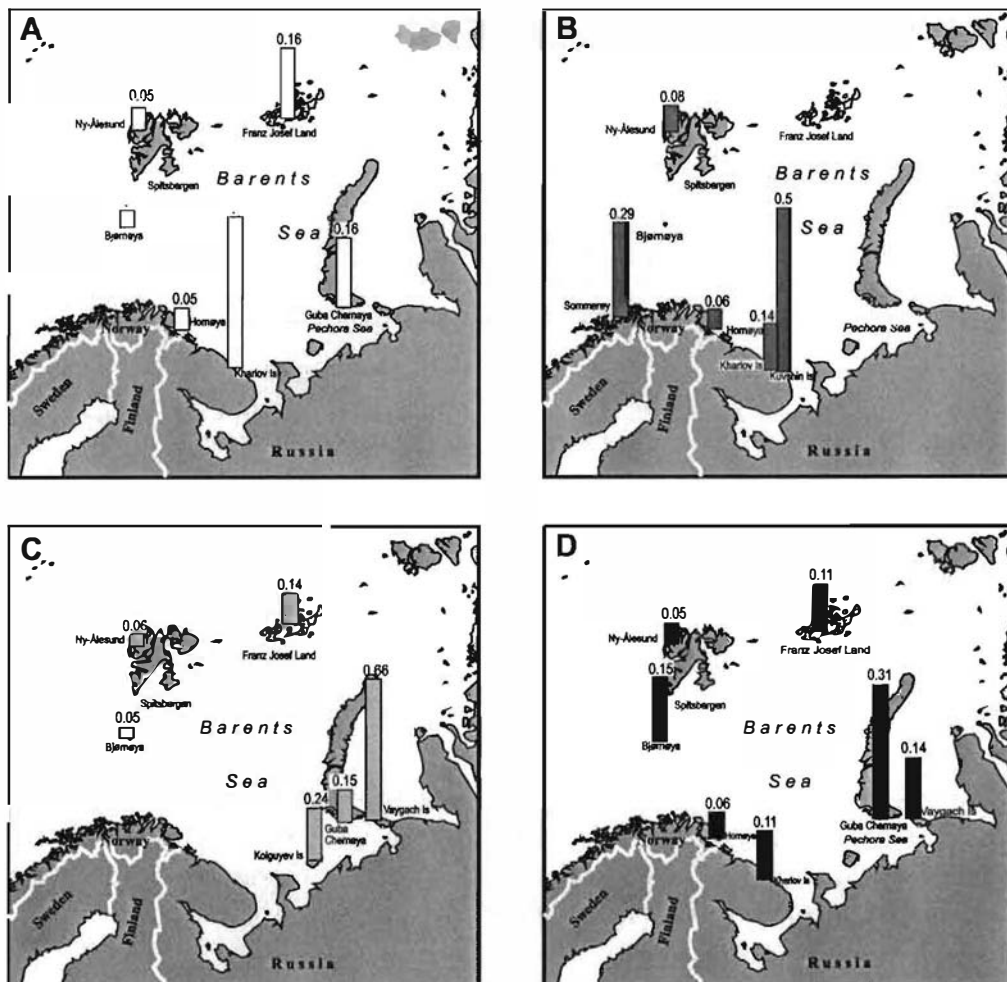 A
0.16
0.05
Ny-Ålesund
Franz Josef Land
Spitsbergen
Barents
Bjørnøya
Sea
0.16
0.05
Hornøya
Guba Chernaya
Norway
Pechora Sea
Kharlov Is
Sweden
Finland
Russia
B
0.08
Ny-Ålesund
Franz Josef Land
Spitsbergen
Barents
0.5
0.29
Bjørnøya
Sea
Sommarøy
0.06
Norway
Hornøya
0.14
Pechora Sea
Kharlov Is
Kuvshin Is
Sweden
Finland
Russia
C
0.14
0.06
Ny-Ålesund
Franz Josef Land
0.66
Spitsbergen
0.05
Barents
Bjørnøya
Sea
0.15
0.24
Vaygach Is
Guba
Chernaya
Norway
Kolguyev Is
Sweden
Finland
Russia
D
0.11
0.05
Ny-Ålesund
Franz Josef Land
0.15
0.31
Spitsbergen
Barents
Bjørnøya
0.14
Sea
0.06
Vaygach Is
Guba Chernaya
Norway
Hornøya
0.11
Pechora Sea
Kharlov Is
Sweden
Finland
Russia